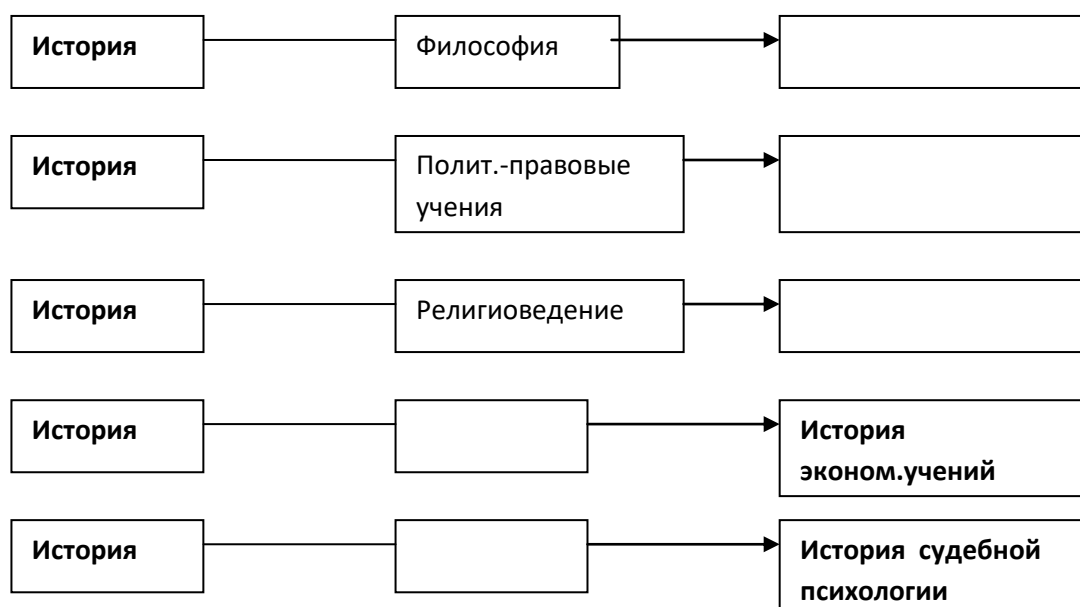 История
Философия
История
Полит.-правовые
учения
История
Религиоведение
История
История
эконом.учений
История
История судебной
психологии